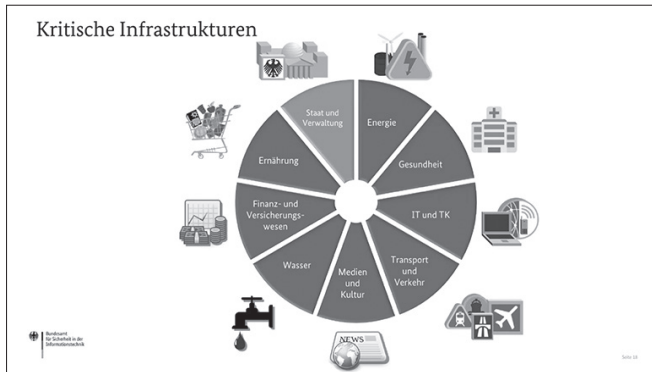 Kritische Infrastrukturen
Staat und
Verwaltung
Energie
Gesundheit
IT und TK
Transport
und
Verkehr
Medien
und
Kultur
Wasser
Finanz- und
Versicherungs-
wesen
Ernährung
NEWS
Bundesamt
für Sicherheit in der
Informationstechnik